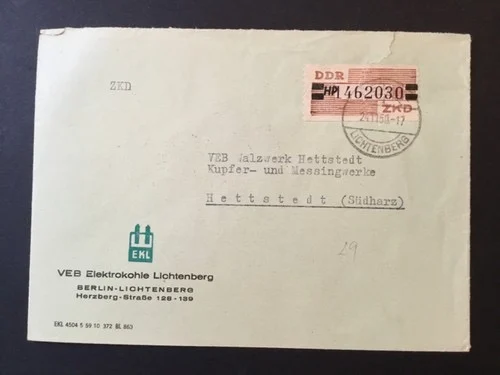 ZKD
DDR
HP 462030
ZKD
LICHTENBERG
VEB Walzwerk Hettstedt
Kupfer- und Messingwerke
Hettstedt (Südharz)
29
EKL
VEB Elektrokohle Lichtenberg
BERLIN-LICHTENBERG
Herzberg-Straße 128-139
EKL 4504 5 59 10 372 BL 863